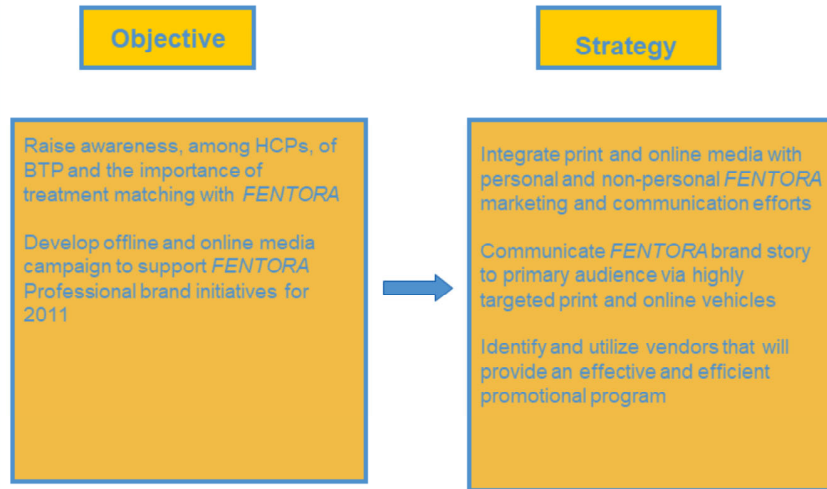 Objective
Strategy
Raise awareness, among HCPs, of
BTP and the importance of
treatment matching with FENTORA
Develop offline and online media
campaign to support FENTORA
Professional brand initiatives for
2011
Integrate print and online media with
personal and non-personal FENTORA
marketing and communication efforts
Communicate FENTORA brand story
to primary audience via highly
targeted print and online vehicles
Identify and utilize vendors that will
provide an effective and efficient
promotional program